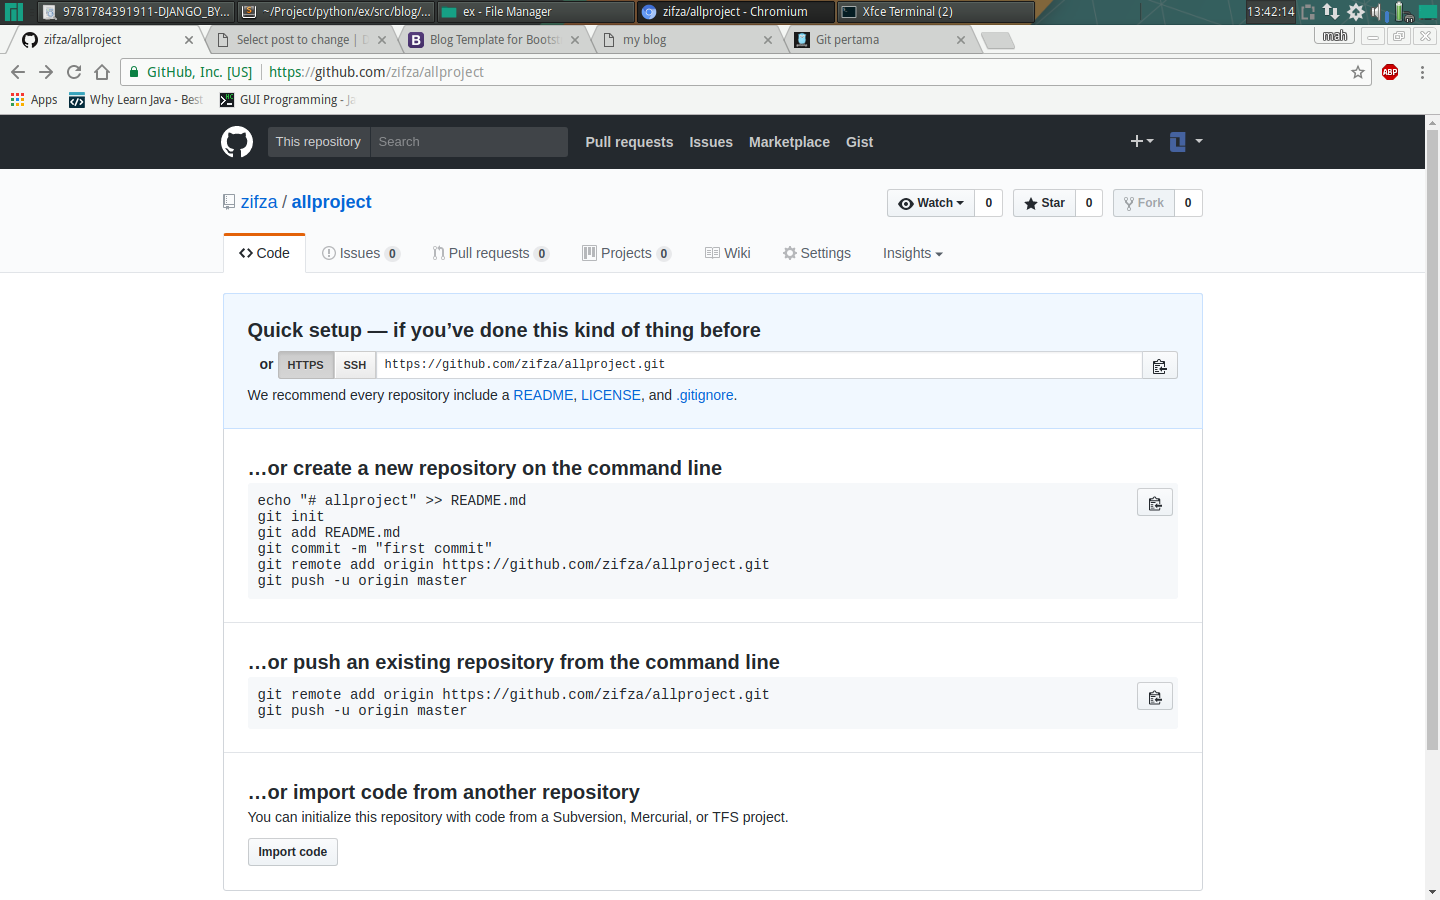 9781784391911-DJANGO_BY... ~/Project/python/ex/src/blog/... ex - File Manager zifza/allproject - Chromium Xfce Terminal (2) 13:42:14
zifza/allproject Select post to change | D Blog Template for Bootst my blog Git pertama mah
GitHub, Inc. [US] https://github.com/zifza/allproject ABP
Apps Why Learn Java - Best GUI Programming - Ja
This repository Search Pull requests Issues Marketplace Gist
zifza / allproject Watch 0 Star 0 Fork 0
Code Issues 0 Pull requests 0 Projects 0 Wiki Settings Insights
Quick setup — if you’ve done this kind of thing before
or HTTPS SSH https://github.com/zifza/allproject.git
We recommend every repository include a README, LICENSE, and .gitignore.
…or create a new repository on the command line
echo "# allproject" >> README.md
git init
git add README.md
git commit -m "first commit"
git remote add origin https://github.com/zifza/allproject.git
git push -u origin master
…or push an existing repository from the command line
git remote add origin https://github.com/zifza/allproject.git
git push -u origin master
…or import code from another repository
You can initialize this repository with code from a Subversion, Mercurial, or TFS project.
Import code